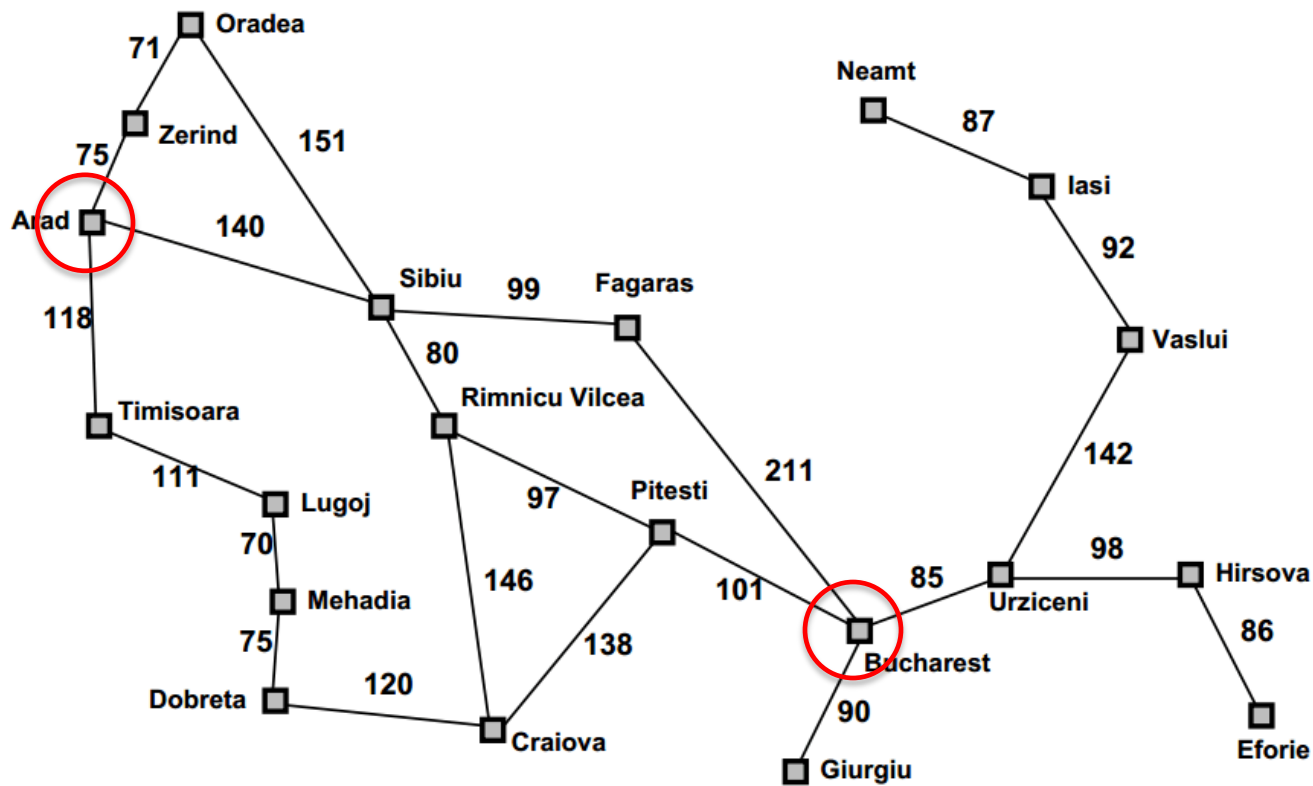 Oradea
71
Neamt
87
Zerind
151
75
Iasi
Arad
140
92
Sibiu
99
Fagaras
118
80
Vaslui
Rimnicu Vilcea
Timisoara
142
211
111
97
Pitesti
Lugoj
70
98
146
101
85
Hirsova
Mehadia
Urziceni
86
75
138
Bucharest
120
Dobreta
90
Craiova
Eforie
Giurgiu